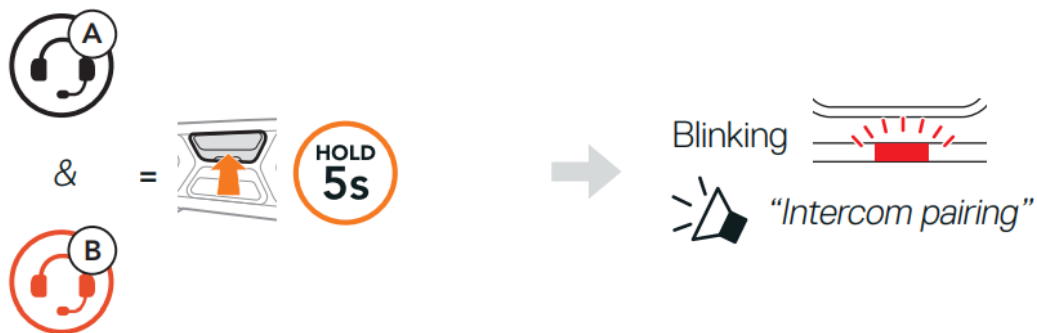 A
&
B
=
HOLD
5s
Blinking
“Intercom pairing”